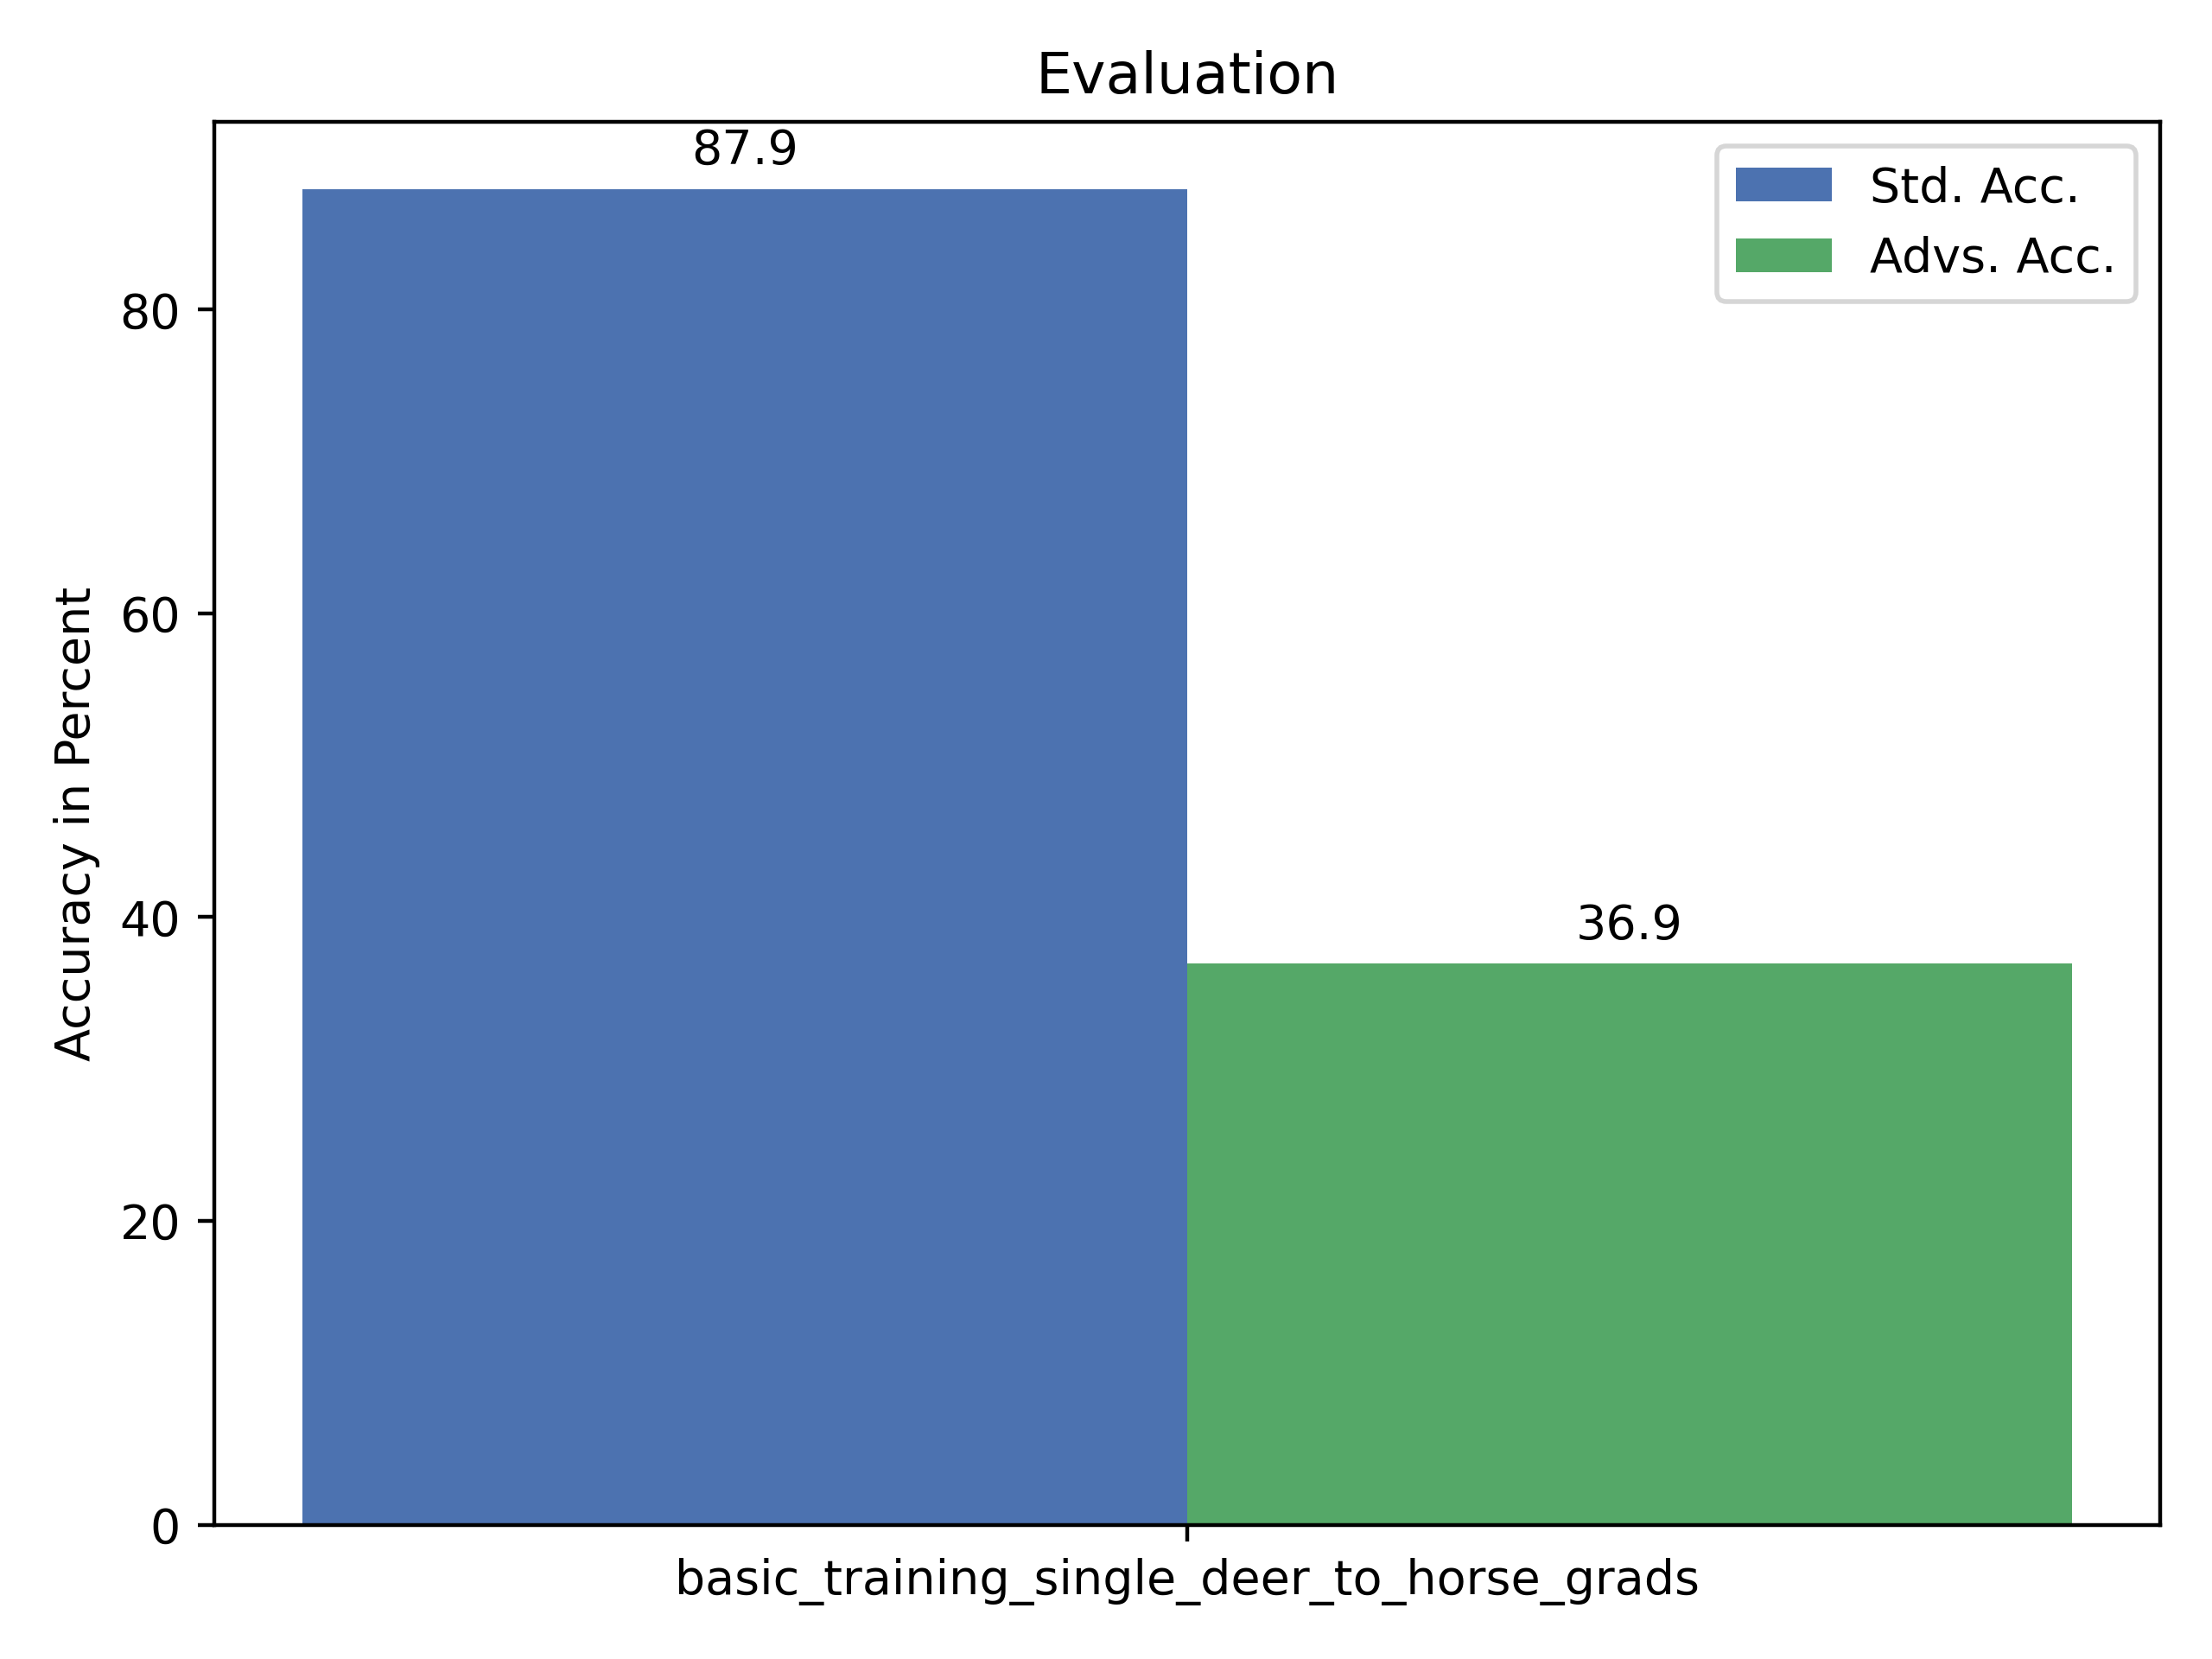 Evaluation
87.9
Std. Acc.
Advs. Acc.
80
60
40
20
0
36.9
Accuracy in Percent
basic_training_single_deer_to_horse_grads